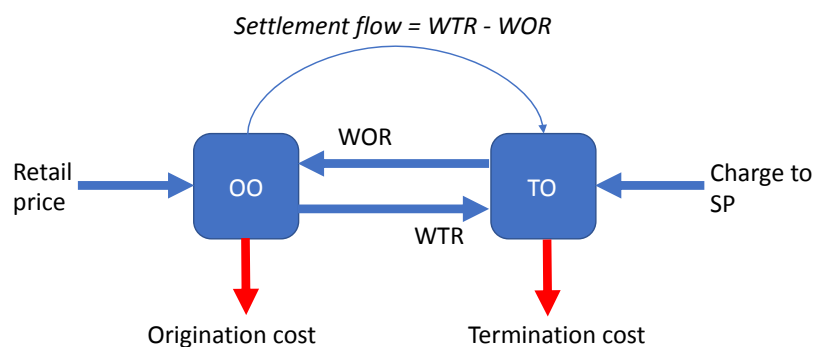 Settlement flow = WTR - WOR
WOR
Retail
price
OO
TO
Charge to
SP
WTR
Origination cost
Termination cost